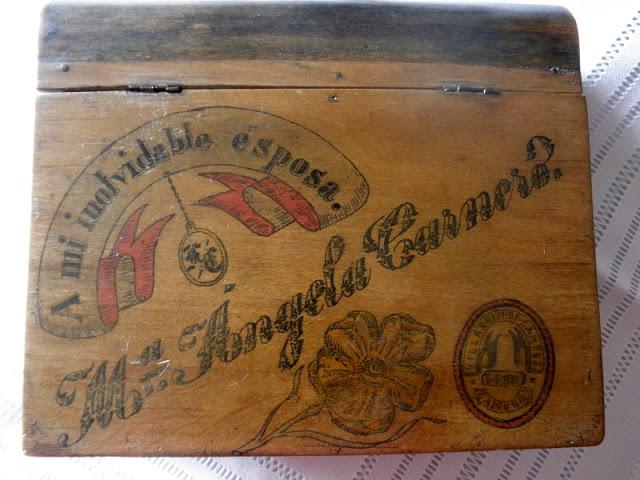 A mi inolvidable esposa.
Mª Ángela Carnero.